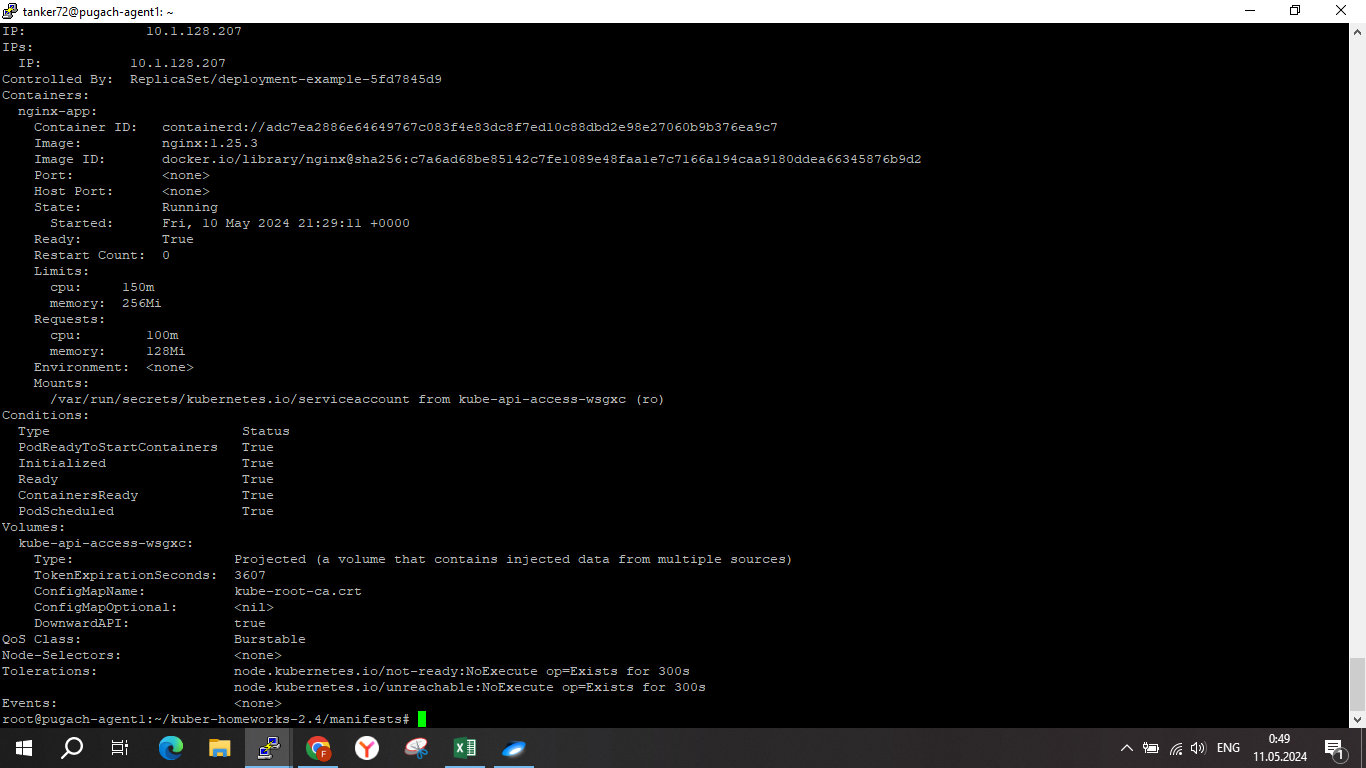 tanker72@pugach-agent1: ~
IP: 10.1.128.207
IPs:
IP: 10.1.128.207
Controlled By: ReplicaSet/deployment-example-5fd7845d9
Containers:
nginx-app:
Container ID: containerd://adc7ea2886e64649767c083f4e83dc8f7ed10c88dbd2e98e27060b9b376ea9c7
Image: nginx:1.25.3
Image ID: docker.io/library/nginx@sha256:c7a6ad68be85142c7fe1089e48faa1e7c7166a194caa9180ddea66345876b9d2
Port: <none>
Host Port: <none>
State: Running
Started: Fri, 10 May 2024 21:29:11 +0000
Ready: True
Restart Count: 0
Limits:
cpu: 150m
memory: 256Mi
Requests:
cpu: 100m
memory: 128Mi
Environment: <none>
Mounts:
/var/run/secrets/kubernetes.io/serviceaccount from kube-api-access-wsgxc (ro)
Conditions:
Type Status
PodReadyToStartContainers True
Initialized True
Ready True
ContainersReady True
PodScheduled True
Volumes:
kube-api-access-wsgxc:
Type: Projected (a volume that contains injected data from multiple sources)
TokenExpirationSeconds: 3607
ConfigMapName: kube-root-ca.crt
ConfigMapOptional: <nil>
DownwardAPI: true
QoS Class: Burstable
Node-Selectors: <none>
Tolerations: node.kubernetes.io/not-ready:NoExecute op=Exists for 300s
node.kubernetes.io/unreachable:NoExecute op=Exists for 300s
Events: <none>
root@pugach-agent1:~/kuber-homeworks-2.4/manifests#
ENG
0:49
11.05.2024
1